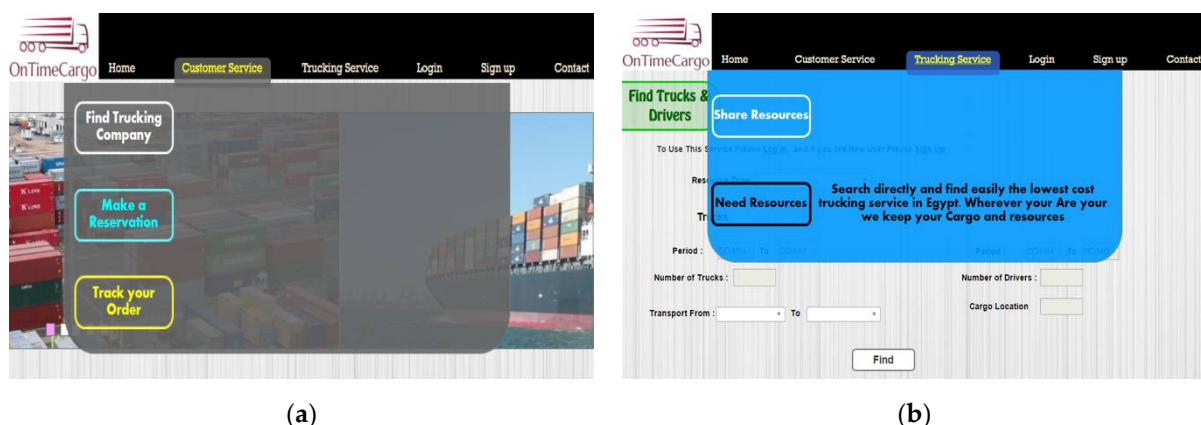 OnTimeCargo
Home Customer Service Trucking Service Login Sign up Contact
Find Trucking
Company
Make a
Reservation
Track your
Order
K LINE
K LINE
(a)
OnTimeCargo
Home Customer Service Trucking Service Login Sign up Contact
Find Trucks &
Drivers
Share Resources
To Use This Service Please Log In , and if you are New User Please Sign Up
Need Resources
Search directly and find easily the lowest cost
trucking service in Egypt. Wherever your Are your
we keep your Cargo and resources
Period : To Period : To
Number of Trucks : Number of Drivers :
Transport From : To Cargo Location
Find
(b)